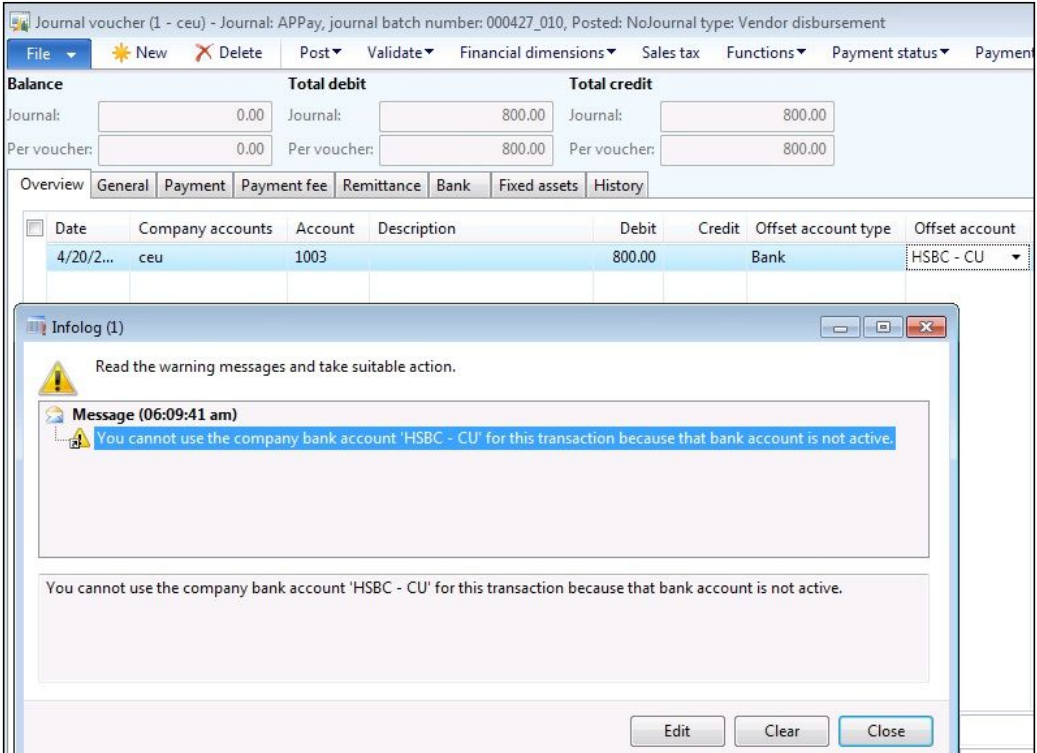 Journal voucher (1 - ceu) - Journal: APPay, journal batch number: 000427_010, Posted: NoJournal type: Vendor disbursement
File New Delete Post Validate Financial dimensions Sales tax Functions Payment status Payment
Balance Total debit Total credit
Journal: 0.00 Journal: 800.00 Journal: 800.00
Per voucher: 0.00 Per voucher: 800.00 Per voucher: 800.00
Overview General Payment Payment fee Remittance Bank Fixed assets History
Date Company accounts Account Description Debit Credit Offset account type Offset account
4/20/2... ceu 1003 800.00 Bank HSBC - CU
Infolog (1)
Read the warning messages and take suitable action.
Message (06:09:41 am)
You cannot use the company bank account 'HSBC - CU' for this transaction because that bank account is not active.
You cannot use the company bank account 'HSBC - CU' for this transaction because that bank account is not active.
Edit Clear Close